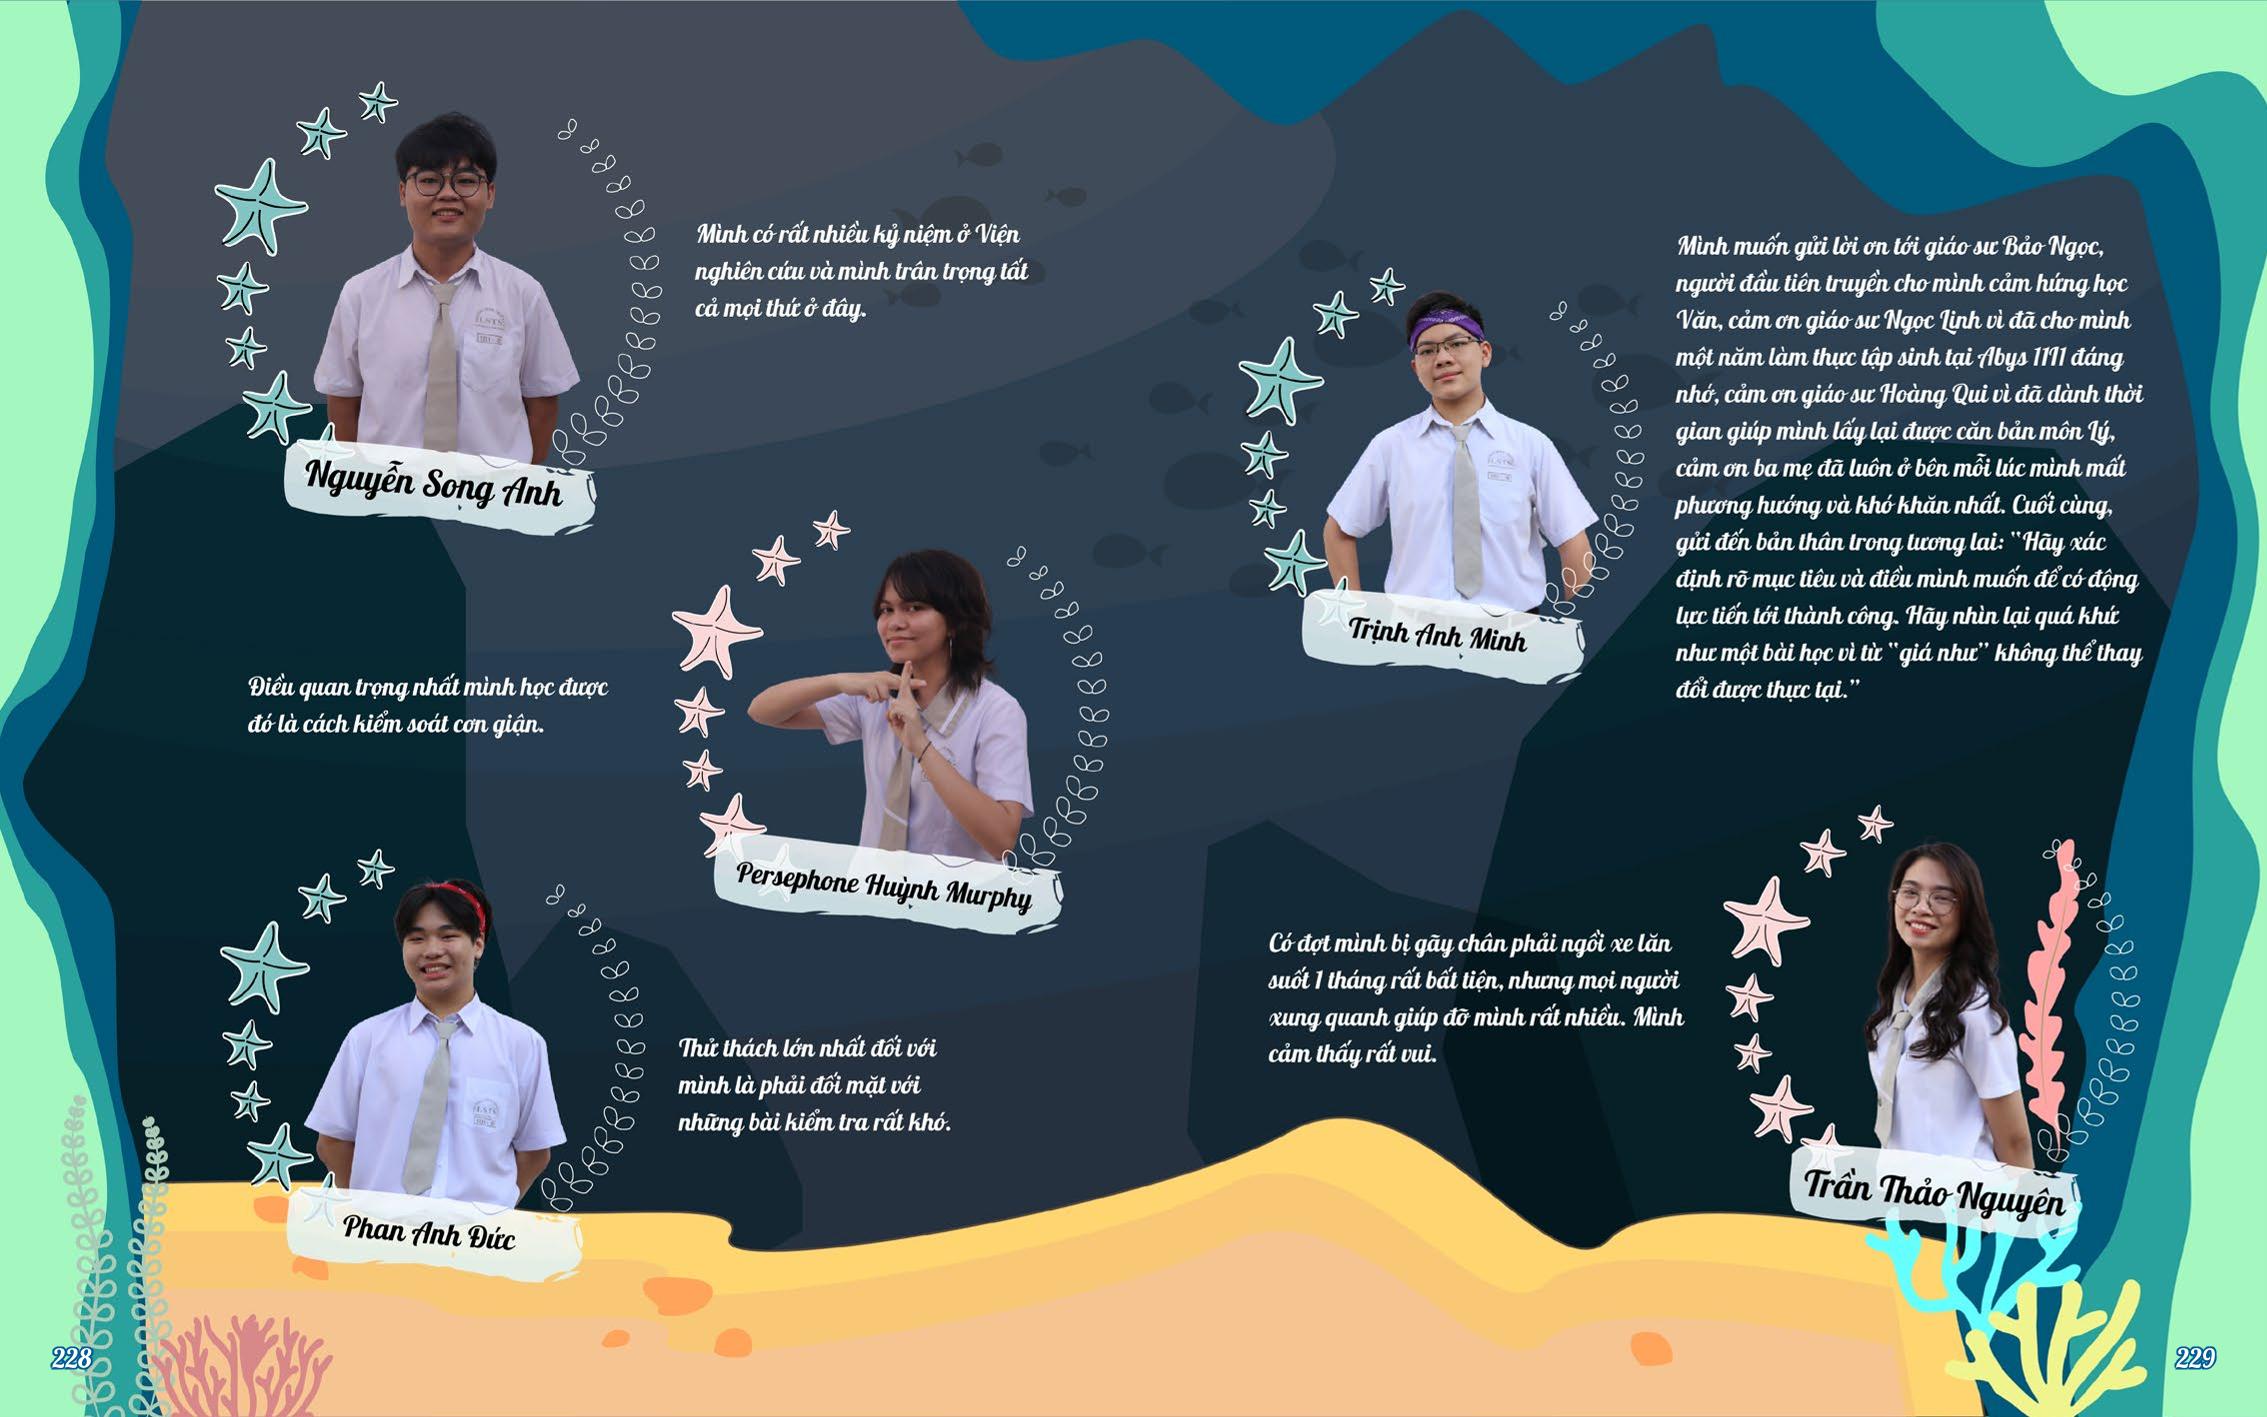 Mình có rất nhiều kỷ niệm ở Viện
nghiên cứu và mình trân trọng tất
cả mọi thứ ở đây.
Nguyễn Song Anh
Điều quan trọng nhất mình học được
đó là cách kiểm soát cơn giận.
Persephone Huỳnh Murphy
Thử thách lớn nhất đối với
mình là phải đối mặt với
những bài kiểm tra rất khó.
Phan Anh Đức
228
Mình muốn gửi lời ơn tới giáo sư Bảo Ngọc,
người đầu tiên truyền cho mình cảm hứng học
Văn, cảm ơn giáo sư Ngọc Linh vì đã cho mình
một năm làm thực tập sinh tại Abys 11I1 đáng
nhớ, cảm ơn giáo sư Hoàng Qui vì đã dành thời
gian giúp mình lấy lại được căn bản môn Lý,
cảm ơn ba mẹ đã luôn ở bên mỗi lúc mình mất
phương hướng và khó khăn nhất. Cuối cùng,
gửi đến bản thân trong tương lai: “Hãy xác
định rõ mục tiêu và điều mình muốn để có động
lực tiến tới thành công. Hãy nhìn lại quá khứ
như một bài học vì từ “giá như” không thể thay
đổi được thực tại.”
Trịnh Anh Minh
Có đợt mình bị gãy chân phải ngồi xe lăn
suốt 1 tháng rất bất tiện, nhưng mọi người
xung quanh giúp đỡ mình rất nhiều. Mình
cảm thấy rất vui.
Trần Thảo Nguyên
229